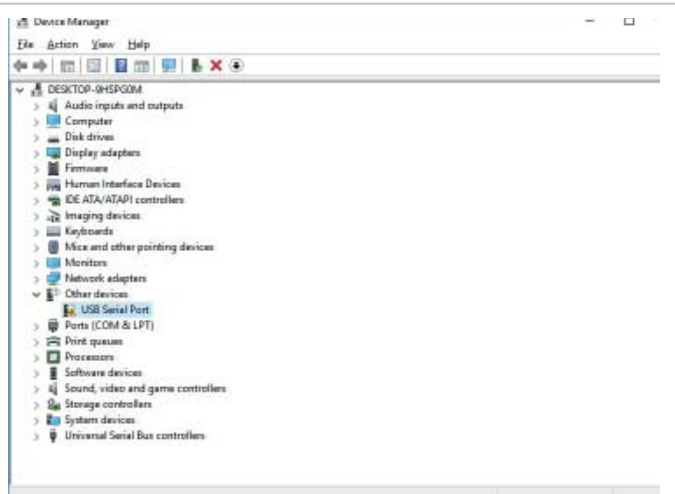 Device Manager
File Action View Help
DESKTOP-9HSPG0M
Audio inputs and outputs
Computer
Disk drives
Display adapters
Firmware
Human Interface Devices
IDE ATA/ATAPI controllers
Imaging devices
Keyboards
Mice and other pointing devices
Monitors
Network adapters
Other devices
USB Serial Port
Ports (COM & LPT)
Print queues
Processors
Software devices
Sound, video and game controllers
Storage controllers
System devices
Universal Serial Bus controllers